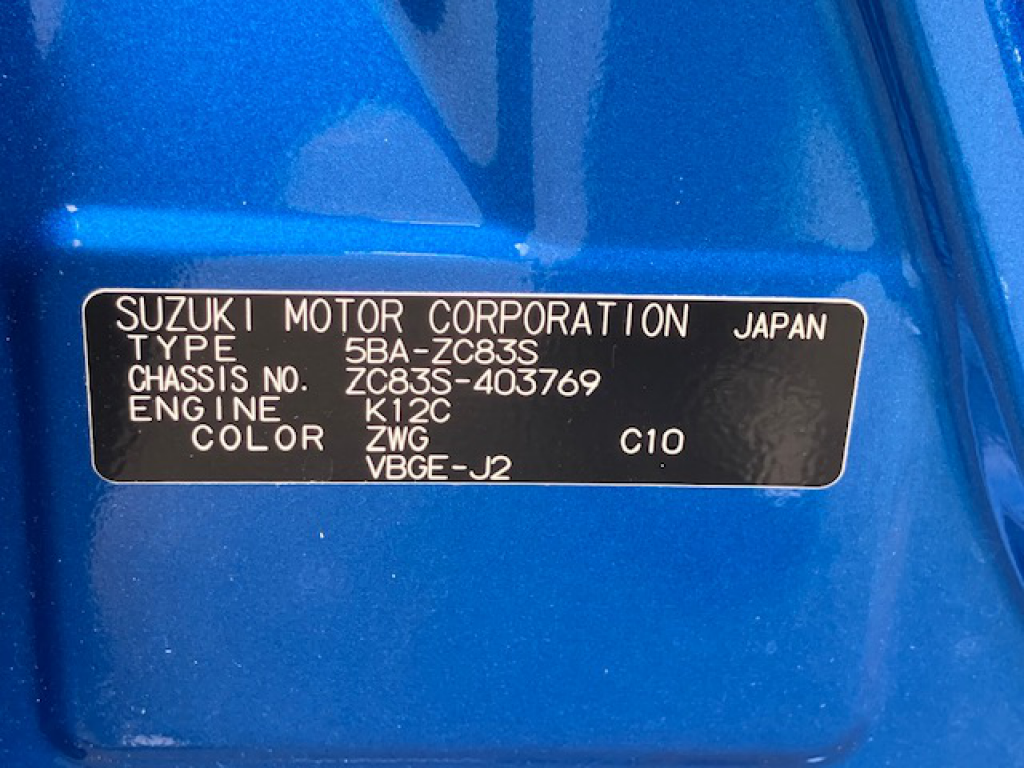 SUZUKI MOTOR CORPORATION JAPAN
TYPE 5BA-ZC83S
CHASSIS NO. ZC83S-403769
ENGINE K12C
COLOR ZWG C10
VBGE-J2